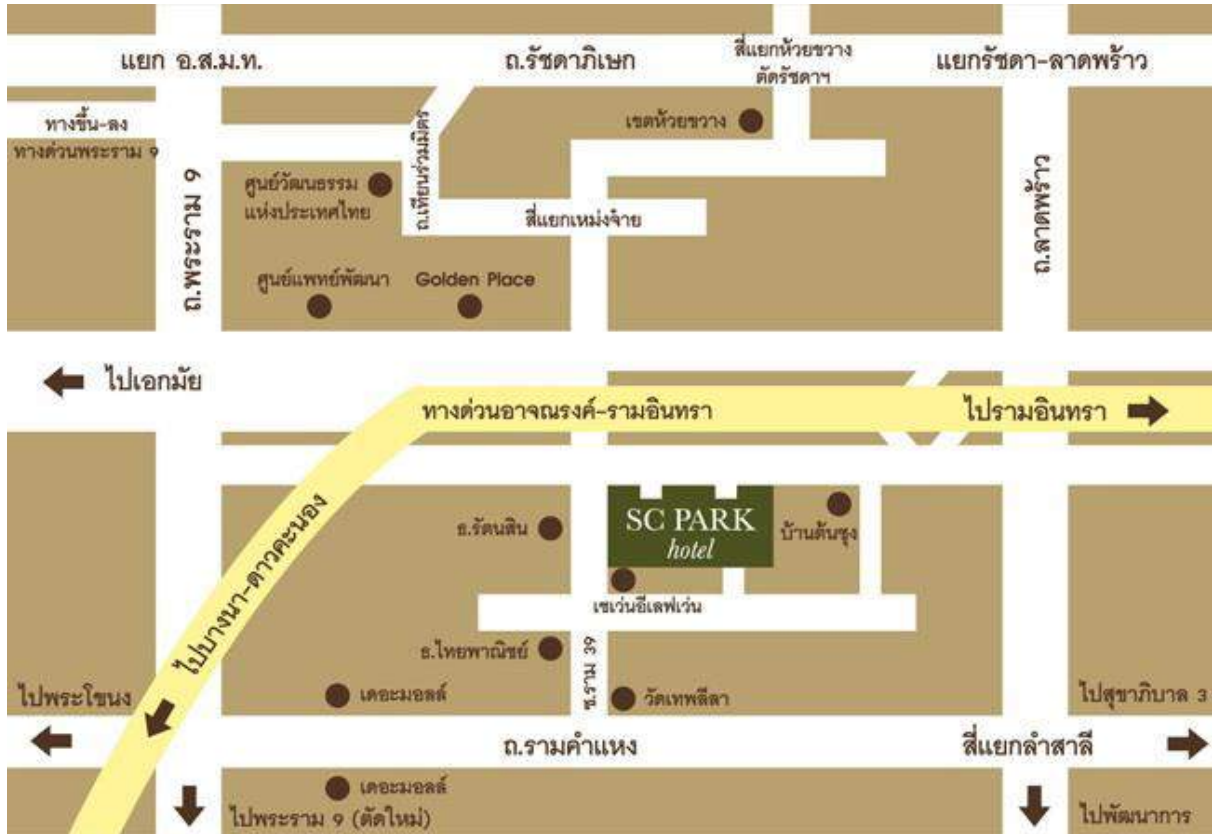 แยก อ.ส.ม.ท.
ถ.รัชดาภิเษก
สี่แยกห้วยขวาง
ตัดรัชดาฯ
แยกรัชดา-ลาดพร้าว
ทางขึ้น-ลง
ทางด่วนพระราม 9
ถ.พระราม 9
ศูนย์วัฒนธรรม
แห่งประเทศไทย
ถ.เทียนร่วมมิตร
เขตห้วยขวาง
สี่แยกเหม่งจ๋าย
ถ.ลาดพร้าว
ศูนย์แพทย์พัฒนา
Golden Place
ไปเอกมัย
ทางด่วนอาจณรงค์-รามอินทรา
ไปรามอินทรา
ไปบางนา-ดาวคะนอง
ธ.รัตนสิน
SC PARK
hotel
บ้านต้นซุง
เซเว่นอีเลฟเว่น
ธ.ไทยพาณิชย์
ซ.ราม 39
ไปพระโขนง
เดอะมอลล์
วัดเทพลีลา
ไปสุขาภิบาล 3
ถ.รามคำแหง
สี่แยกลำสาลี
เดอะมอลล์
ไปพระราม 9 (ตัดใหม่)
ไปพัฒนาการ